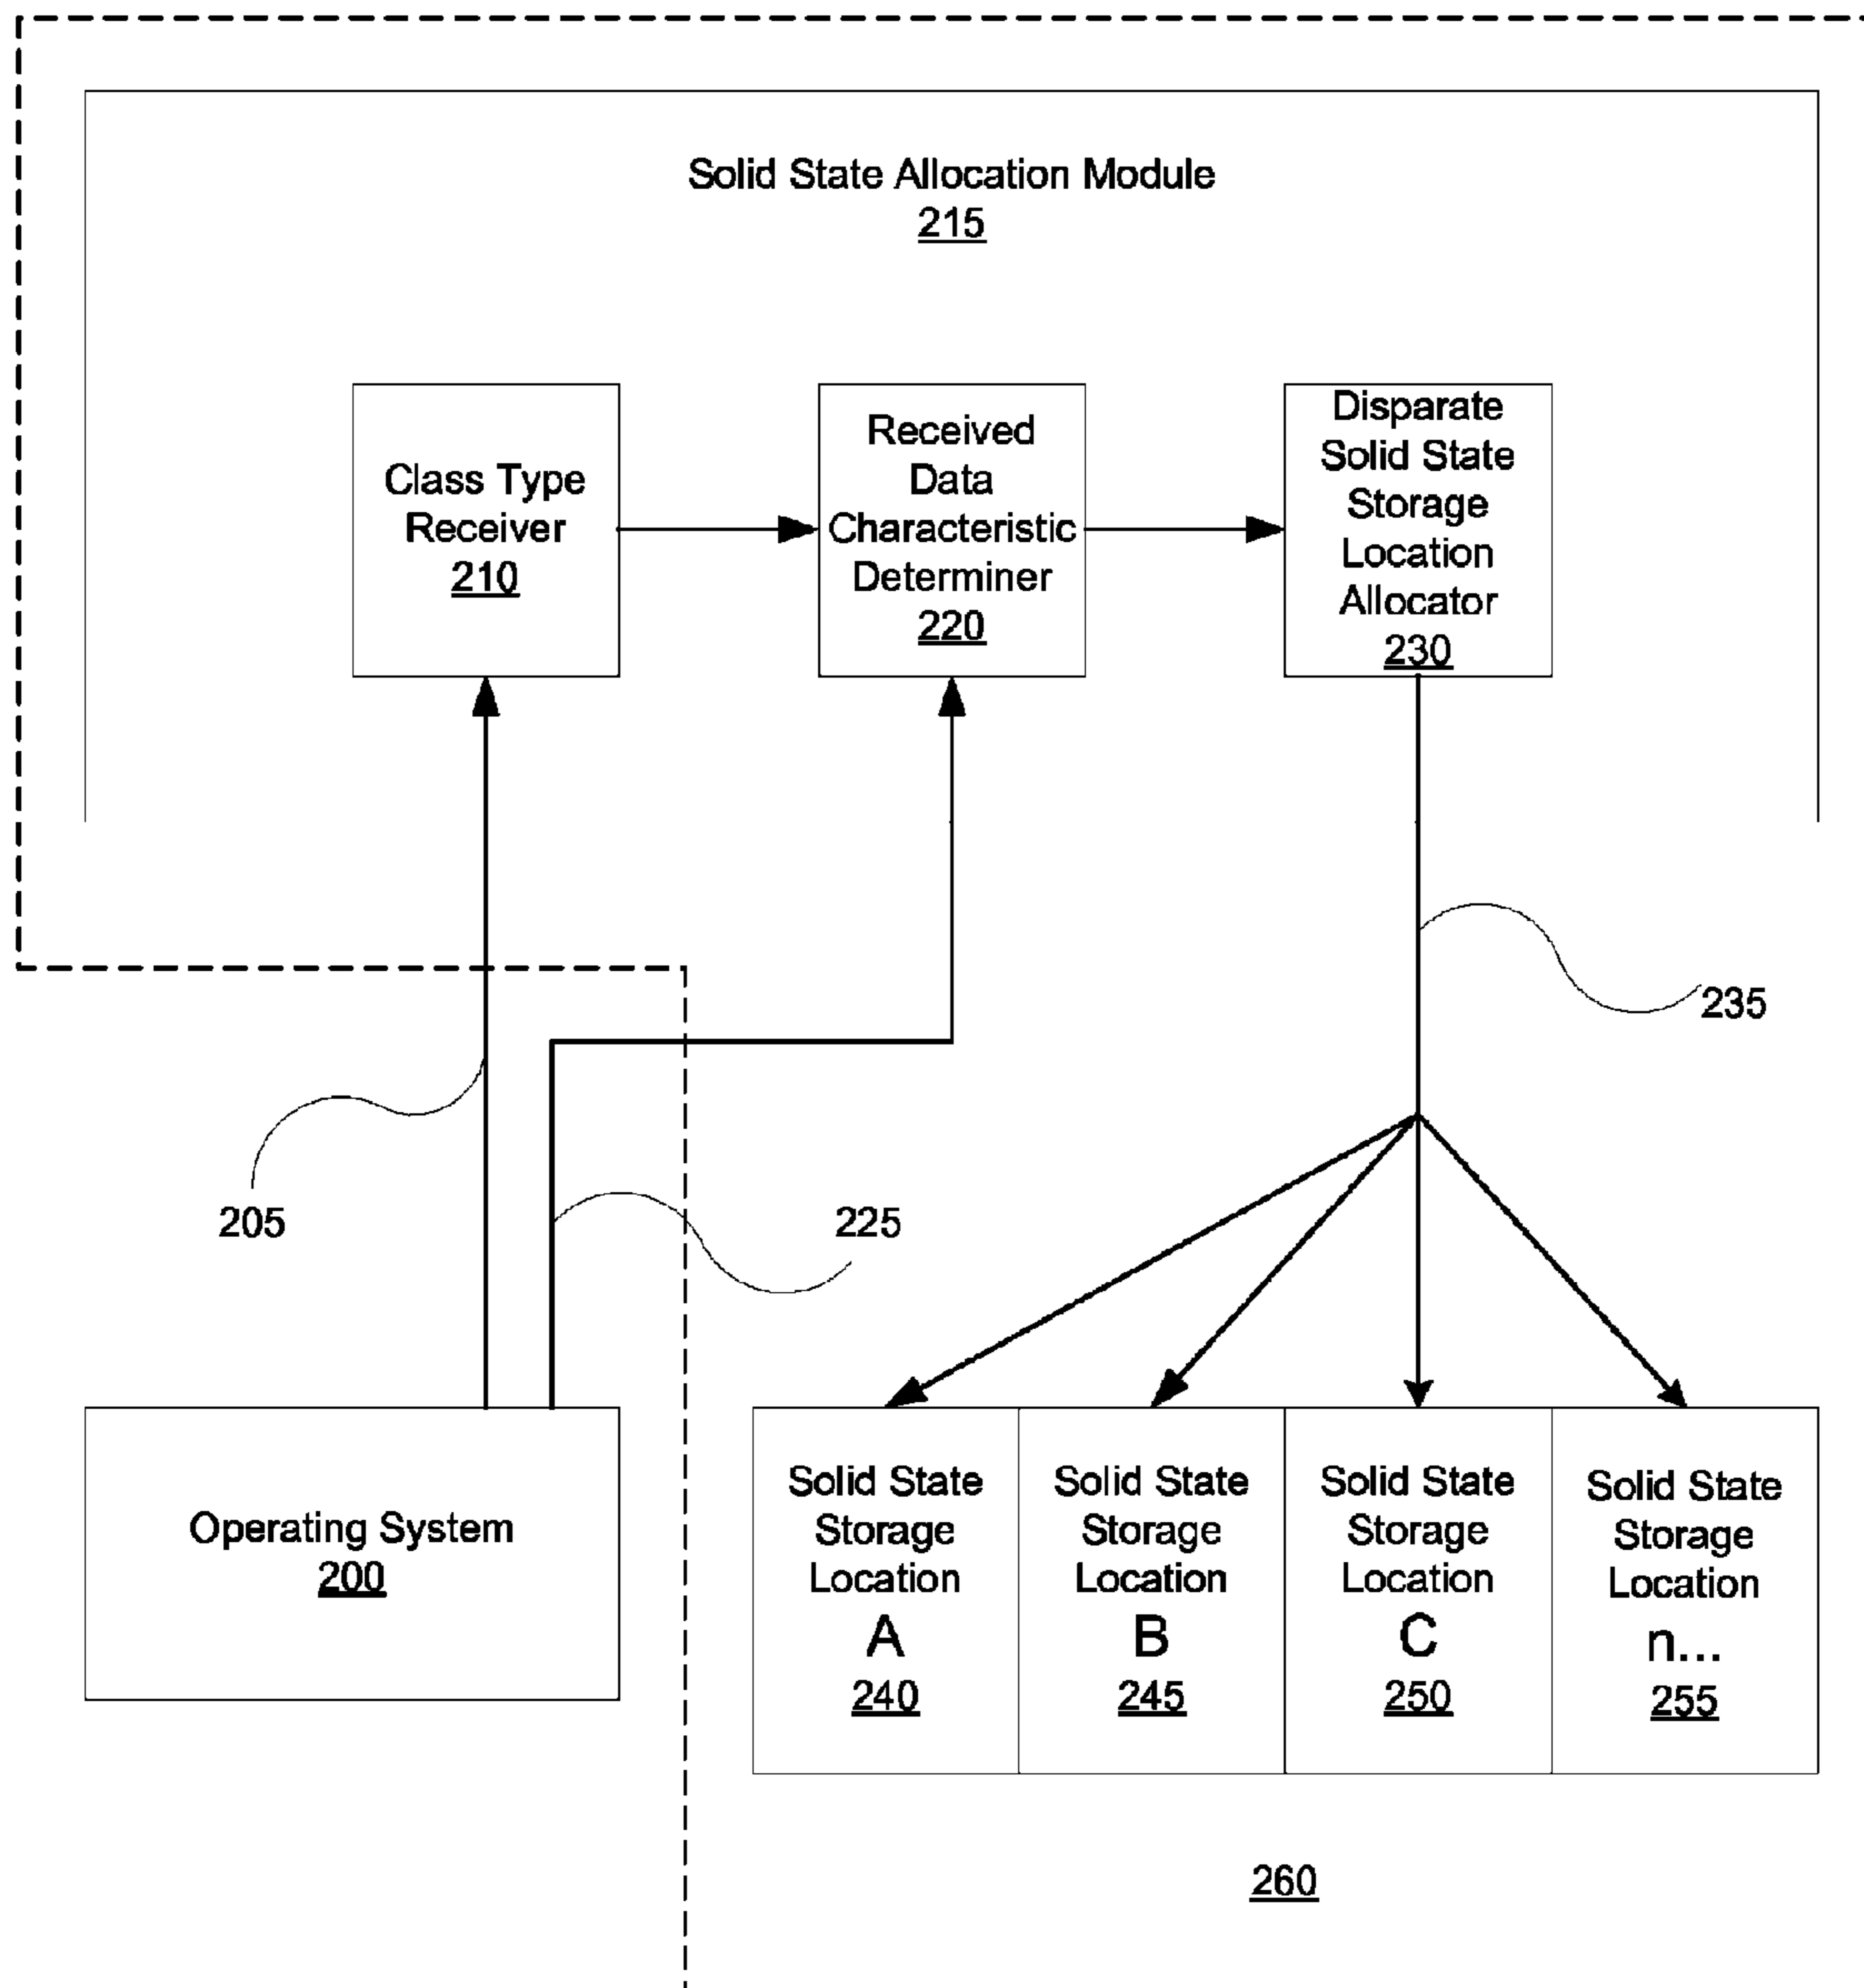 Solid State Allocation Module
215
Class Type
Receiver
210
Received
Data
Characteristic
Determiner
220
Disparate
Solid State
Storage
Location
Allocator
230
235
205
225
Operating System
200
Solid State
Storage
Location
A
240
Solid State
Storage
Location
B
245
Solid State
Storage
Location
C
250
Solid State
Storage
Location
n...
255
260